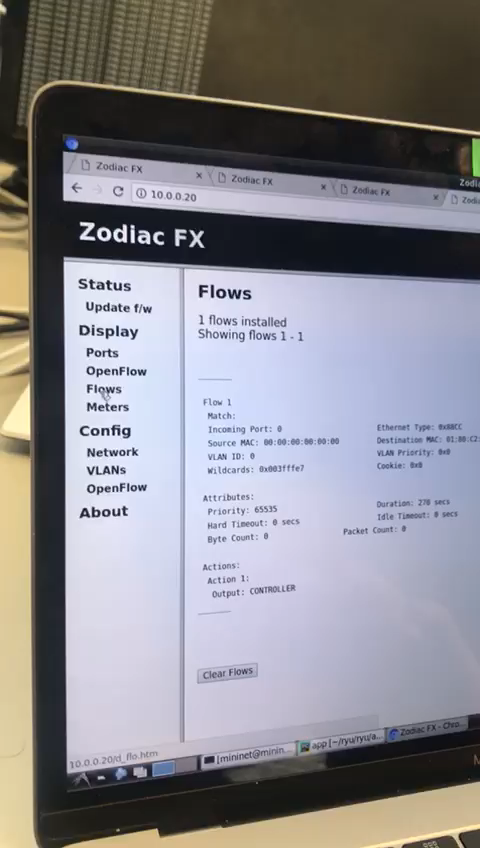 Zodiac FX
Zodiac FX
Zodiac FX
10.0.0.20
Zodiac FX
Status
Update f/w
Display
Ports
OpenFlow
Flows
Meters
Config
Network
VLANs
OpenFlow
About
Flows
1 flows installed
Showing flows 1 - 1
Flow 1
Match:
Incoming Port: 0 Ethernet Type: 0x88CC
Source MAC: 00:00:00:00:00:00 Destination MAC: 01:80:C2:
VLAN ID: 0 VLAN Priority: 0x0
Wildcards: 0x003fffe7 Cookie: 0x0
Attributes:
Priority: 65535 Duration: 270 secs
Hard Timeout: 0 secs Idle Timeout: 0 secs
Byte Count: 0 Packet Count: 0
Actions:
Action 1:
Output: CONTROLLER
Clear Flows
10.0.0.20/d_flo.htm
[mininet@minin... app [~/ryu/ryu/a... Zodiac FX - Chro...